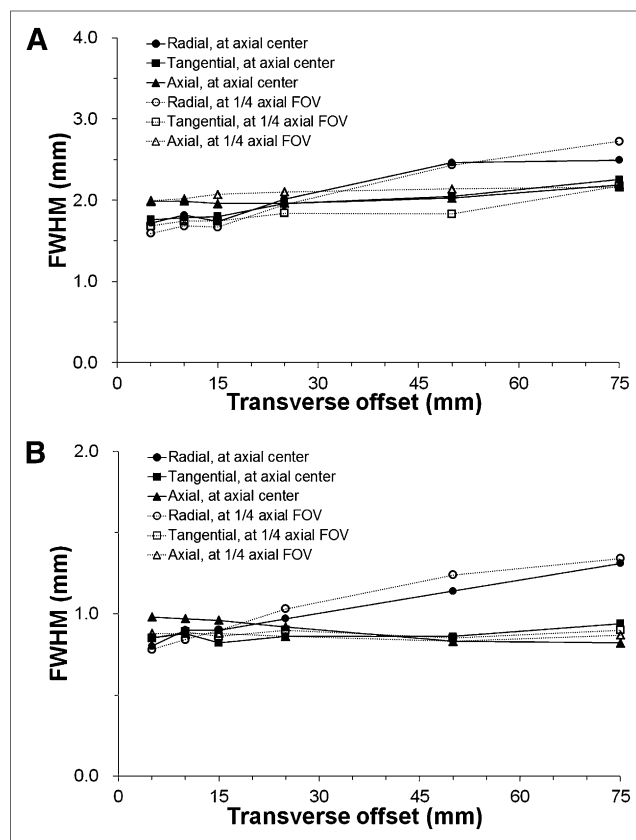 A
4.0
3.0
2.0
1.0
0.0
FWHM (mm)
Radial, at axial center
Tangential, at axial center
Axial, at axial center
Radial, at 1/4 axial FOV
Tangential, at 1/4 axial FOV
Axial, at 1/4 axial FOV
0 15 30 45 60 75
Transverse offset (mm)
B
2.0
1.0
0.0
FWHM (mm)
Radial, at axial center
Tangential, at axial center
Axial, at axial center
Radial, at 1/4 axial FOV
Tangential, at 1/4 axial FOV
Axial, at 1/4 axial FOV
0 15 30 45 60 75
Transverse offset (mm)